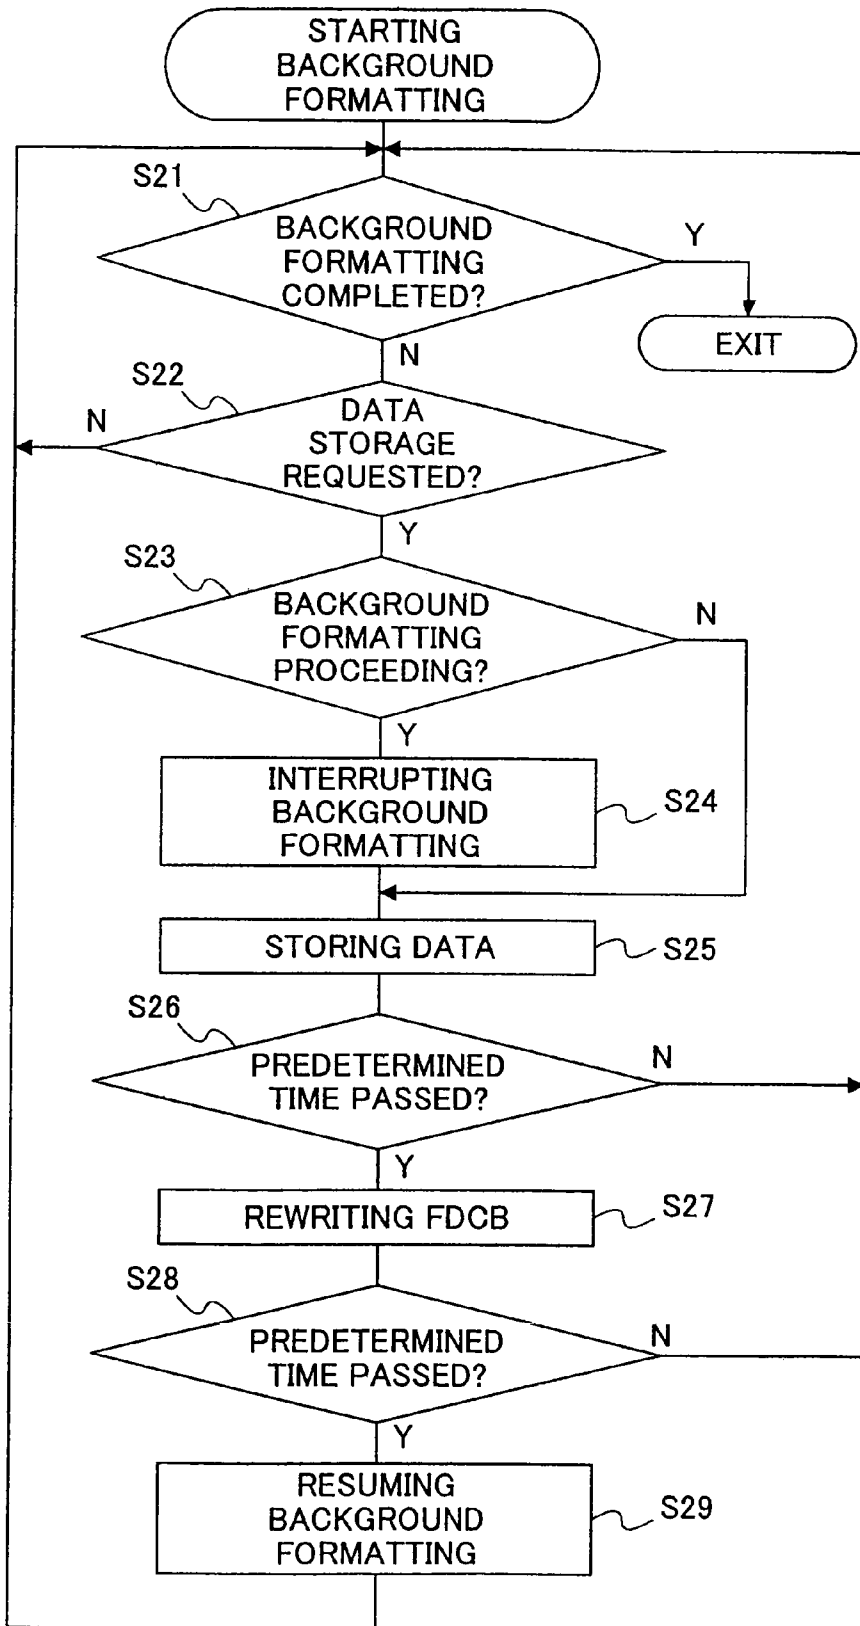 STARTING
BACKGROUND
FORMATTING
S21
BACKGROUND
FORMATTING
COMPLETED?
Y
EXIT
N
S22
N
DATA
STORAGE
REQUESTED?
Y
S23
BACKGROUND
FORMATTING
PROCEEDING?
N
Y
INTERRUPTING
BACKGROUND
FORMATTING
S24
STORING DATA
S25
S26
PREDETERMINED
TIME PASSED?
N
Y
REWRITING FDCB
S27
S28
PREDETERMINED
TIME PASSED?
N
Y
RESUMING
BACKGROUND
FORMATTING
S29